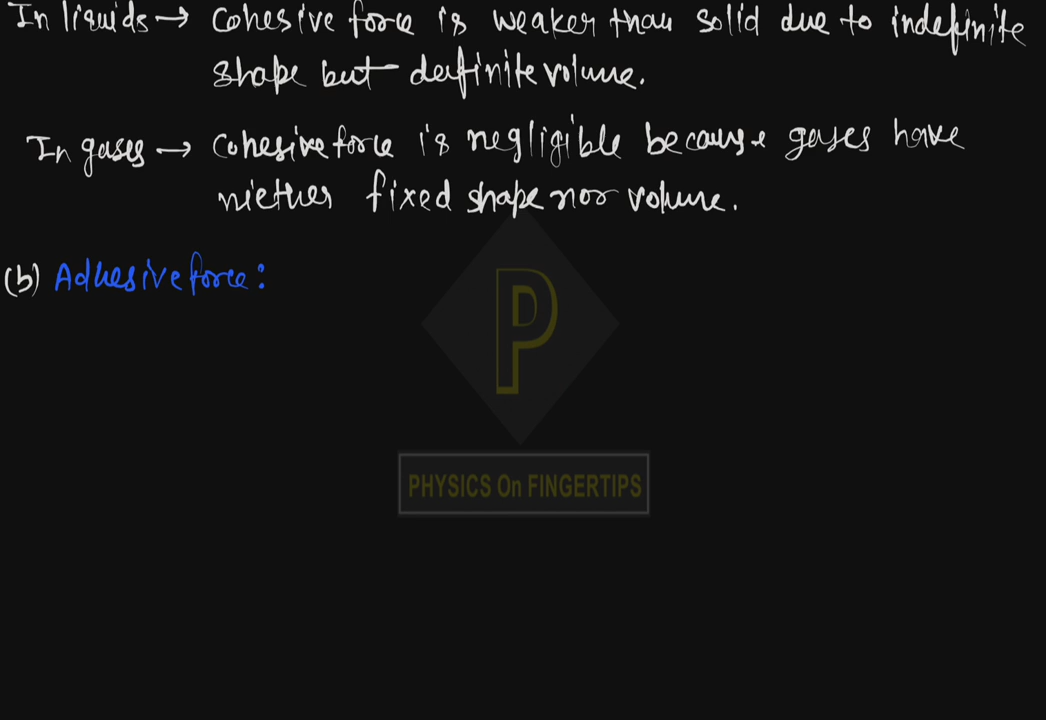 In liquids → Cohesive force is weaker than solid due to indefinite
shape but definite volume.
In gases → Cohesive force is negligible because gases have
niether fixed shape nor volume.
(b) Adhesive force:
P
PHYSICS On FINGERTIPS